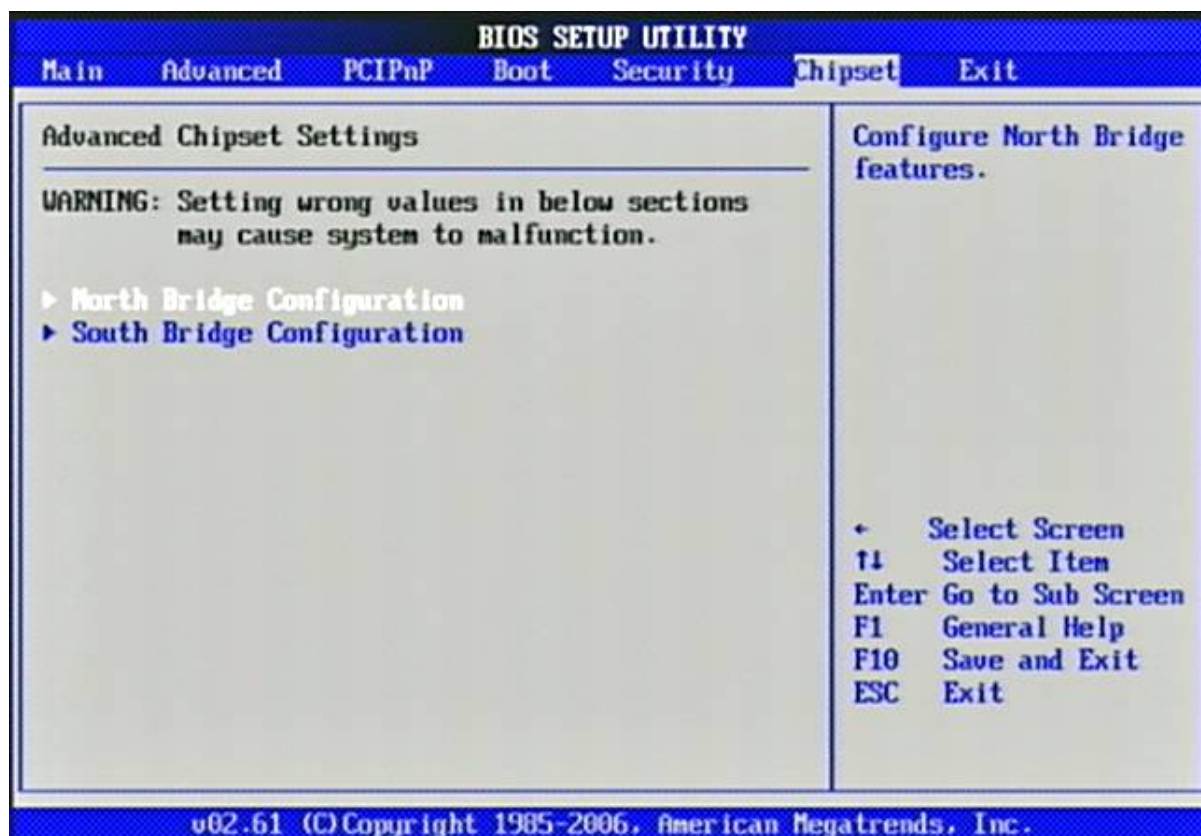 BIOS SETUP UTILITY
Main Advanced PCIPnP Boot Security Chipset Exit
Advanced Chipset Settings
WARNING: Setting wrong values in below sections
may cause system to malfunction.
▶ North Bridge Configuration
▶ South Bridge Configuration
Configure North Bridge
features.
← Select Screen
↑↓ Select Item
Enter Go to Sub Screen
F1 General Help
F10 Save and Exit
ESC Exit
v02.61 (C)Copyright 1985-2006, American Megatrends, Inc.